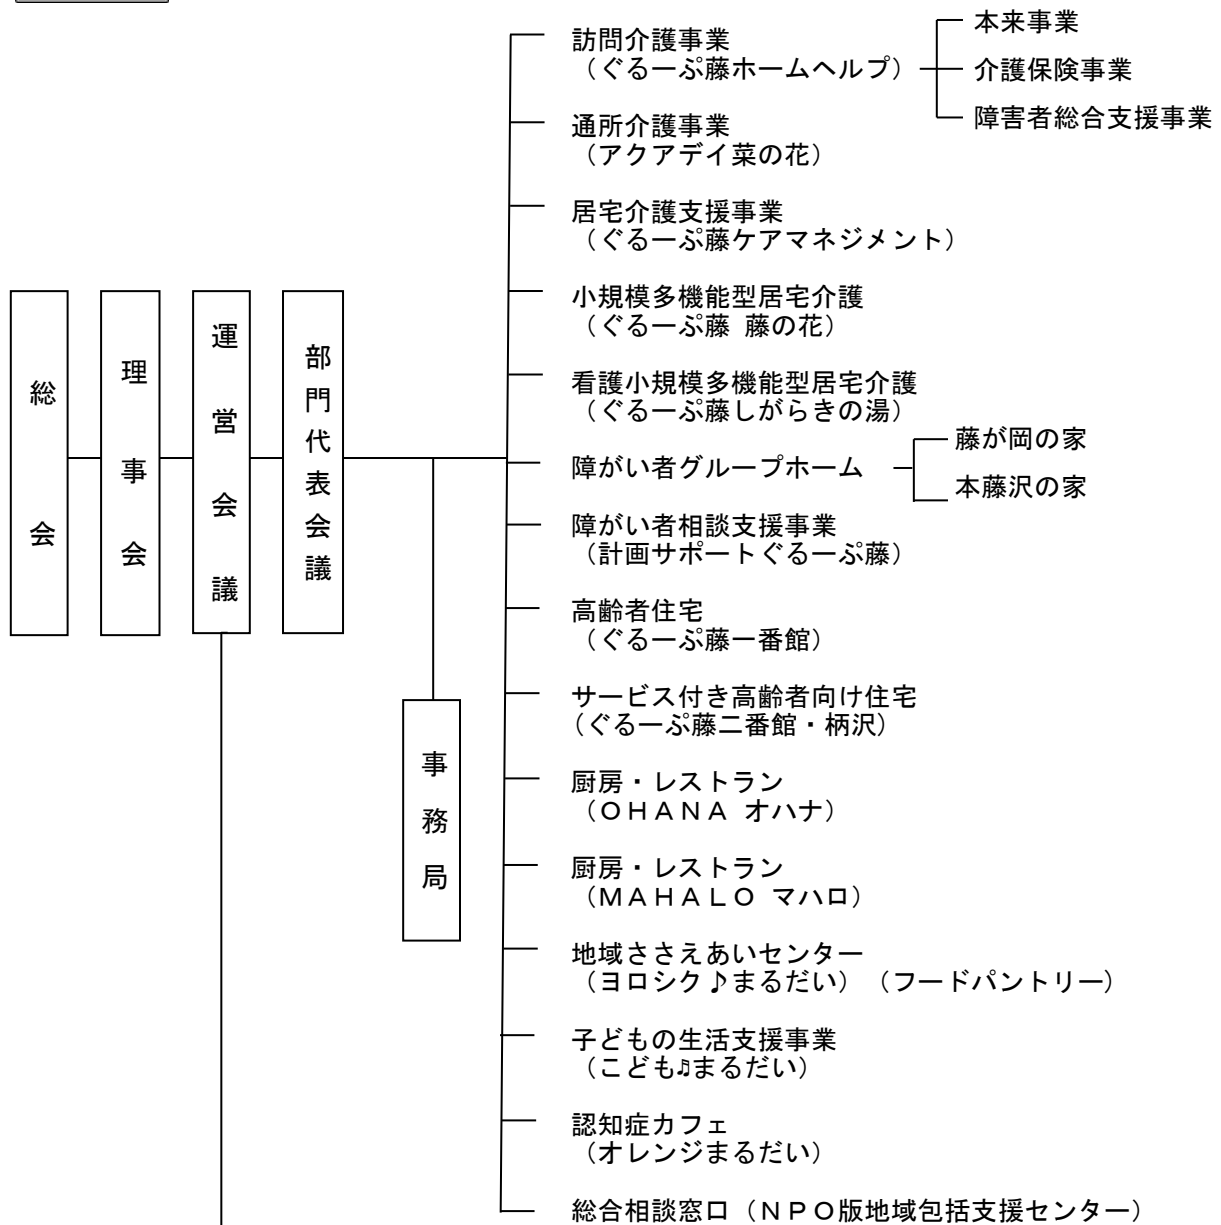 総会
理事会
運営会議
部門代表会議
事務局
訪問介護事業
（ぐるーぷ藤ホームヘルプ）
本来事業
介護保険事業
障害者総合支援事業
通所介護事業
（アクアデイ菜の花）
居宅介護支援事業
（ぐるーぷ藤ケアマネジメント）
小規模多機能型居宅介護
（ぐるーぷ藤 藤の花）
看護小規模多機能型居宅介護
（ぐるーぷ藤しがらきの湯）
障がい者グループホーム
藤が岡の家
本藤沢の家
障がい者相談支援事業
（計画サポートぐるーぷ藤）
高齢者住宅
（ぐるーぷ藤一番館）
サービス付き高齢者向け住宅
（ぐるーぷ藤二番館・柄沢）
厨房・レストラン
（ＯＨＡＮＡ オハナ）
厨房・レストラン
（ＭＡＨＡＬＯ マハロ）
地域ささえあいセンター
（ヨロシク♪まるだい）（フードパントリー）
子どもの生活支援事業
（こども♬まるだい）
認知症カフェ
（オレンジまるだい）
総合相談窓口（ＮＰＯ版地域包括支援センター）